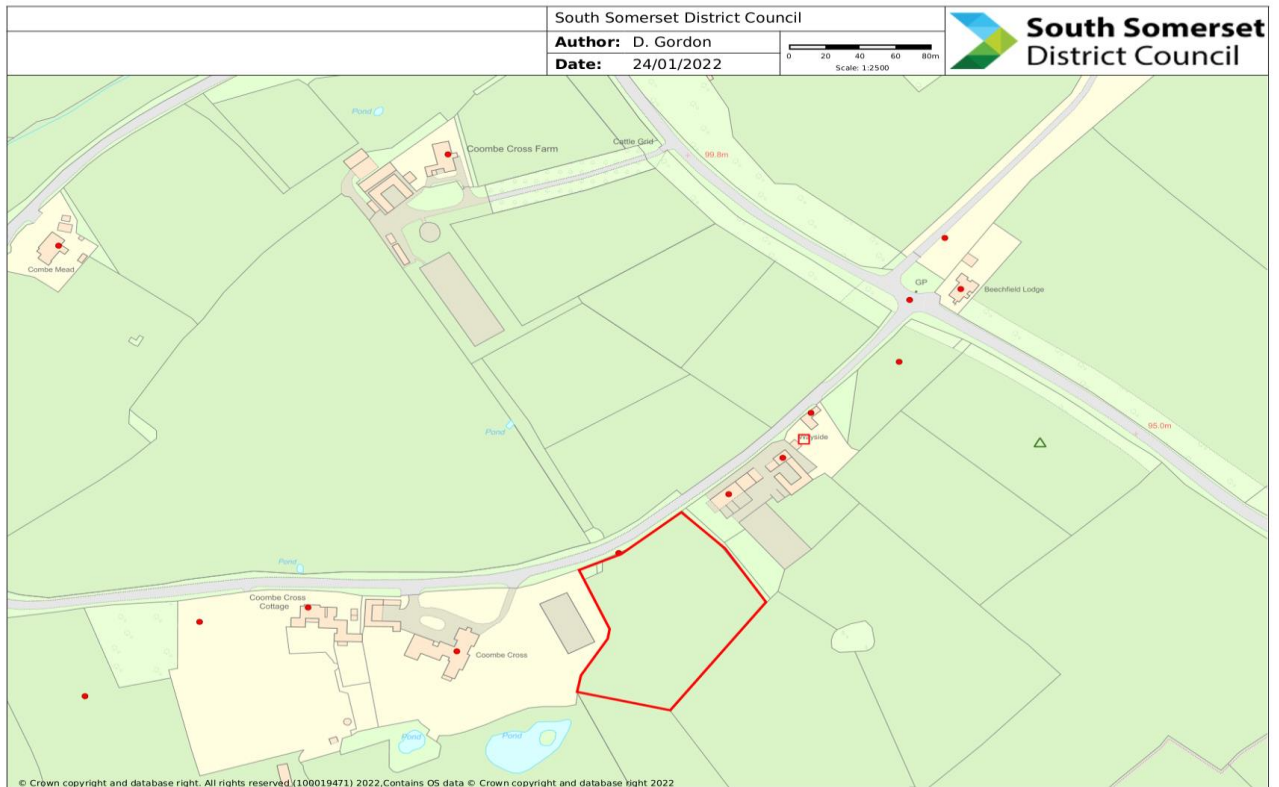 South Somerset District Council
Author: D. Gordon
Date: 24/01/2022
0 20 40 60 80m
Scale: 1:2500
South Somerset
District Council
Pond
Coombe Cross Farm
Cattle Grid
99.8m
Combe Mead
GP
Beechfield Lodge
Pond
Wayside
95.0m
Pond
Coombe Cross
Cottage
Coombe Cross
Pond
Pond
© Crown copyright and database right. All rights reserved (100019471) 2022,Contains OS data © Crown copyright and database right 2022